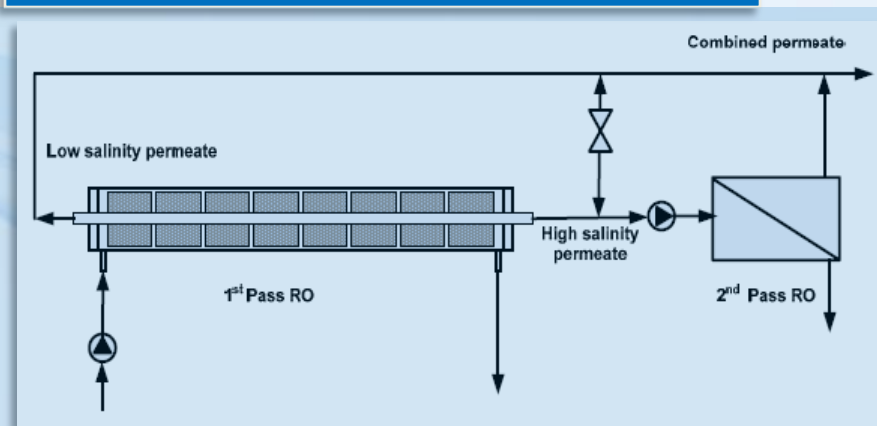 Combined permeate
Low salinity permeate
High salinity
permeate
1st Pass RO
2nd Pass RO